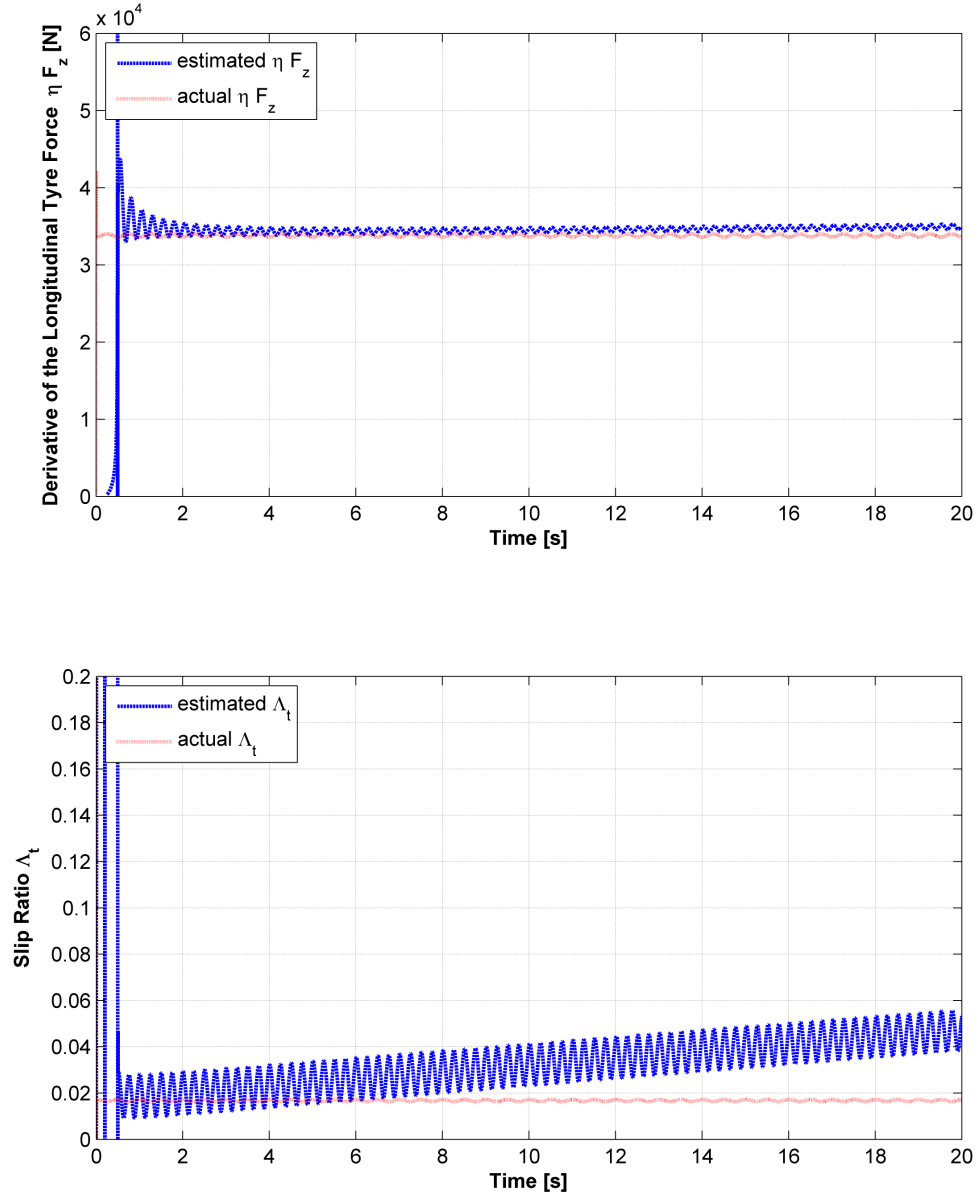 x 10⁴
Derivative of the Longitudinal Tyre Force η F_z [N]
6
5
4
3
2
1
0
estimated η F_z
actual η F_z
0 2 4 6 8 10 12 14 16 18 20
Time [s]
Slip Ratio Λ_t
0.2
0.18
0.16
0.14
0.12
0.1
0.08
0.06
0.04
0.02
0
estimated Λ_t
actual Λ_t
0 2 4 6 8 10 12 14 16 18 20
Time [s]